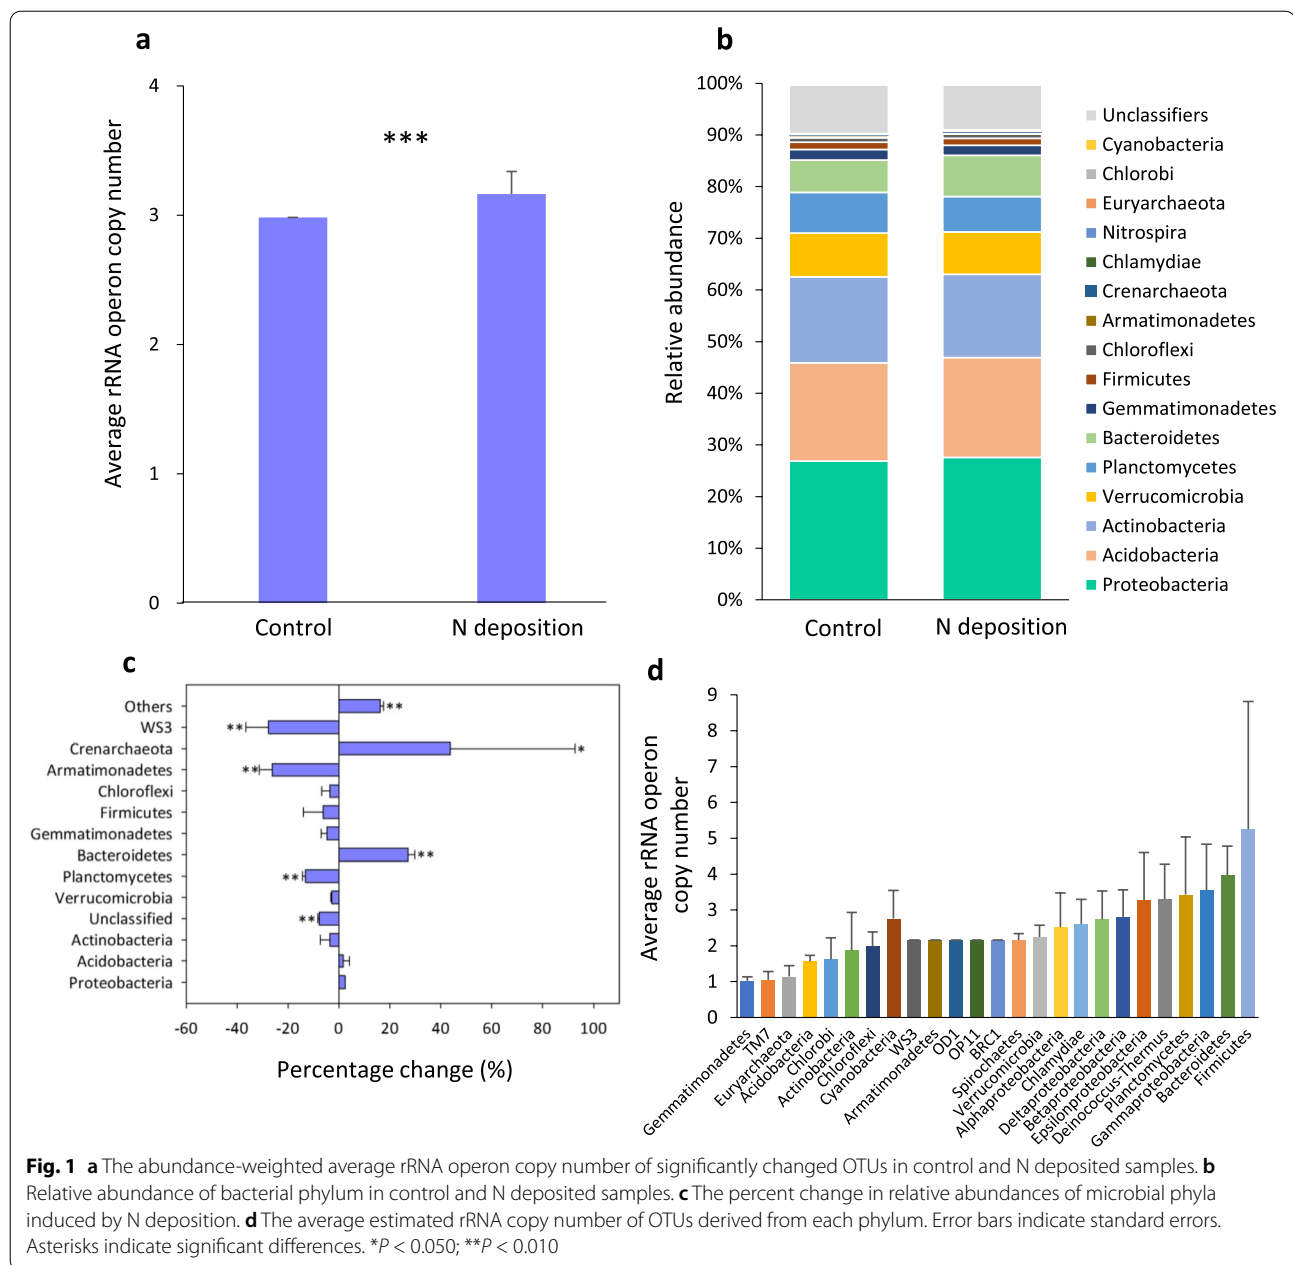 a
Average rRNA operon copy number
4
3
2
1
0
***
Control
N deposition
b
Relative abundance
100%
90%
80%
70%
60%
50%
40%
30%
20%
10%
0%
Control
N deposition
Unclassifiers
Cyanobacteria
Chlorobi
Euryarchaeota
Nitrospira
Chlamydiae
Crenarchaeota
Armatimonadetes
Chloroflexi
Firmicutes
Gemmatimonadetes
Bacteroidetes
Planctomycetes
Verrucomicrobia
Actinobacteria
Acidobacteria
Proteobacteria
c
Others **
WS3 **
Crenarchaeota *
Armatimonadetes **
Chloroflexi
Firmicutes
Gemmatimonadetes
Bacteroidetes **
Planctomycetes **
Verrucomicrobia
Unclassified **
Actinobacteria
Acidobacteria
Proteobacteria
-60 -40 -20 0 20 40 60 80 100
Percentage change (%)
d
Average rRNA operon
copy number
9
8
7
6
5
4
3
2
1
0
Gemmatimonadetes
TM7
Euryarchaeota
Acidobacteria
Chlorobi
Actinobacteria
Chloroflexi
Cyanobacteria
WS3
Armatimonadetes
OD1
OP11
BRC1
Spirochaetes
Verrucomicrobia
Alphaproteobacteria
Chlamydiae
Deltaproteobacteria
Betaproteobacteria
Epsilonproteobacteria
Deinococcus-Thermus
Planctomycetes
Gammaproteobacteria
Bacteroidetes
Firmicutes
Fig. 1 a The abundance-weighted average rRNA operon copy number of significantly changed OTUs in control and N deposited samples. b
Relative abundance of bacterial phylum in control and N deposited samples. c The percent change in relative abundances of microbial phyla
induced by N deposition. d The average estimated rRNA copy number of OTUs derived from each phylum. Error bars indicate standard errors.
Asterisks indicate significant differences. *P < 0.050; **P < 0.010